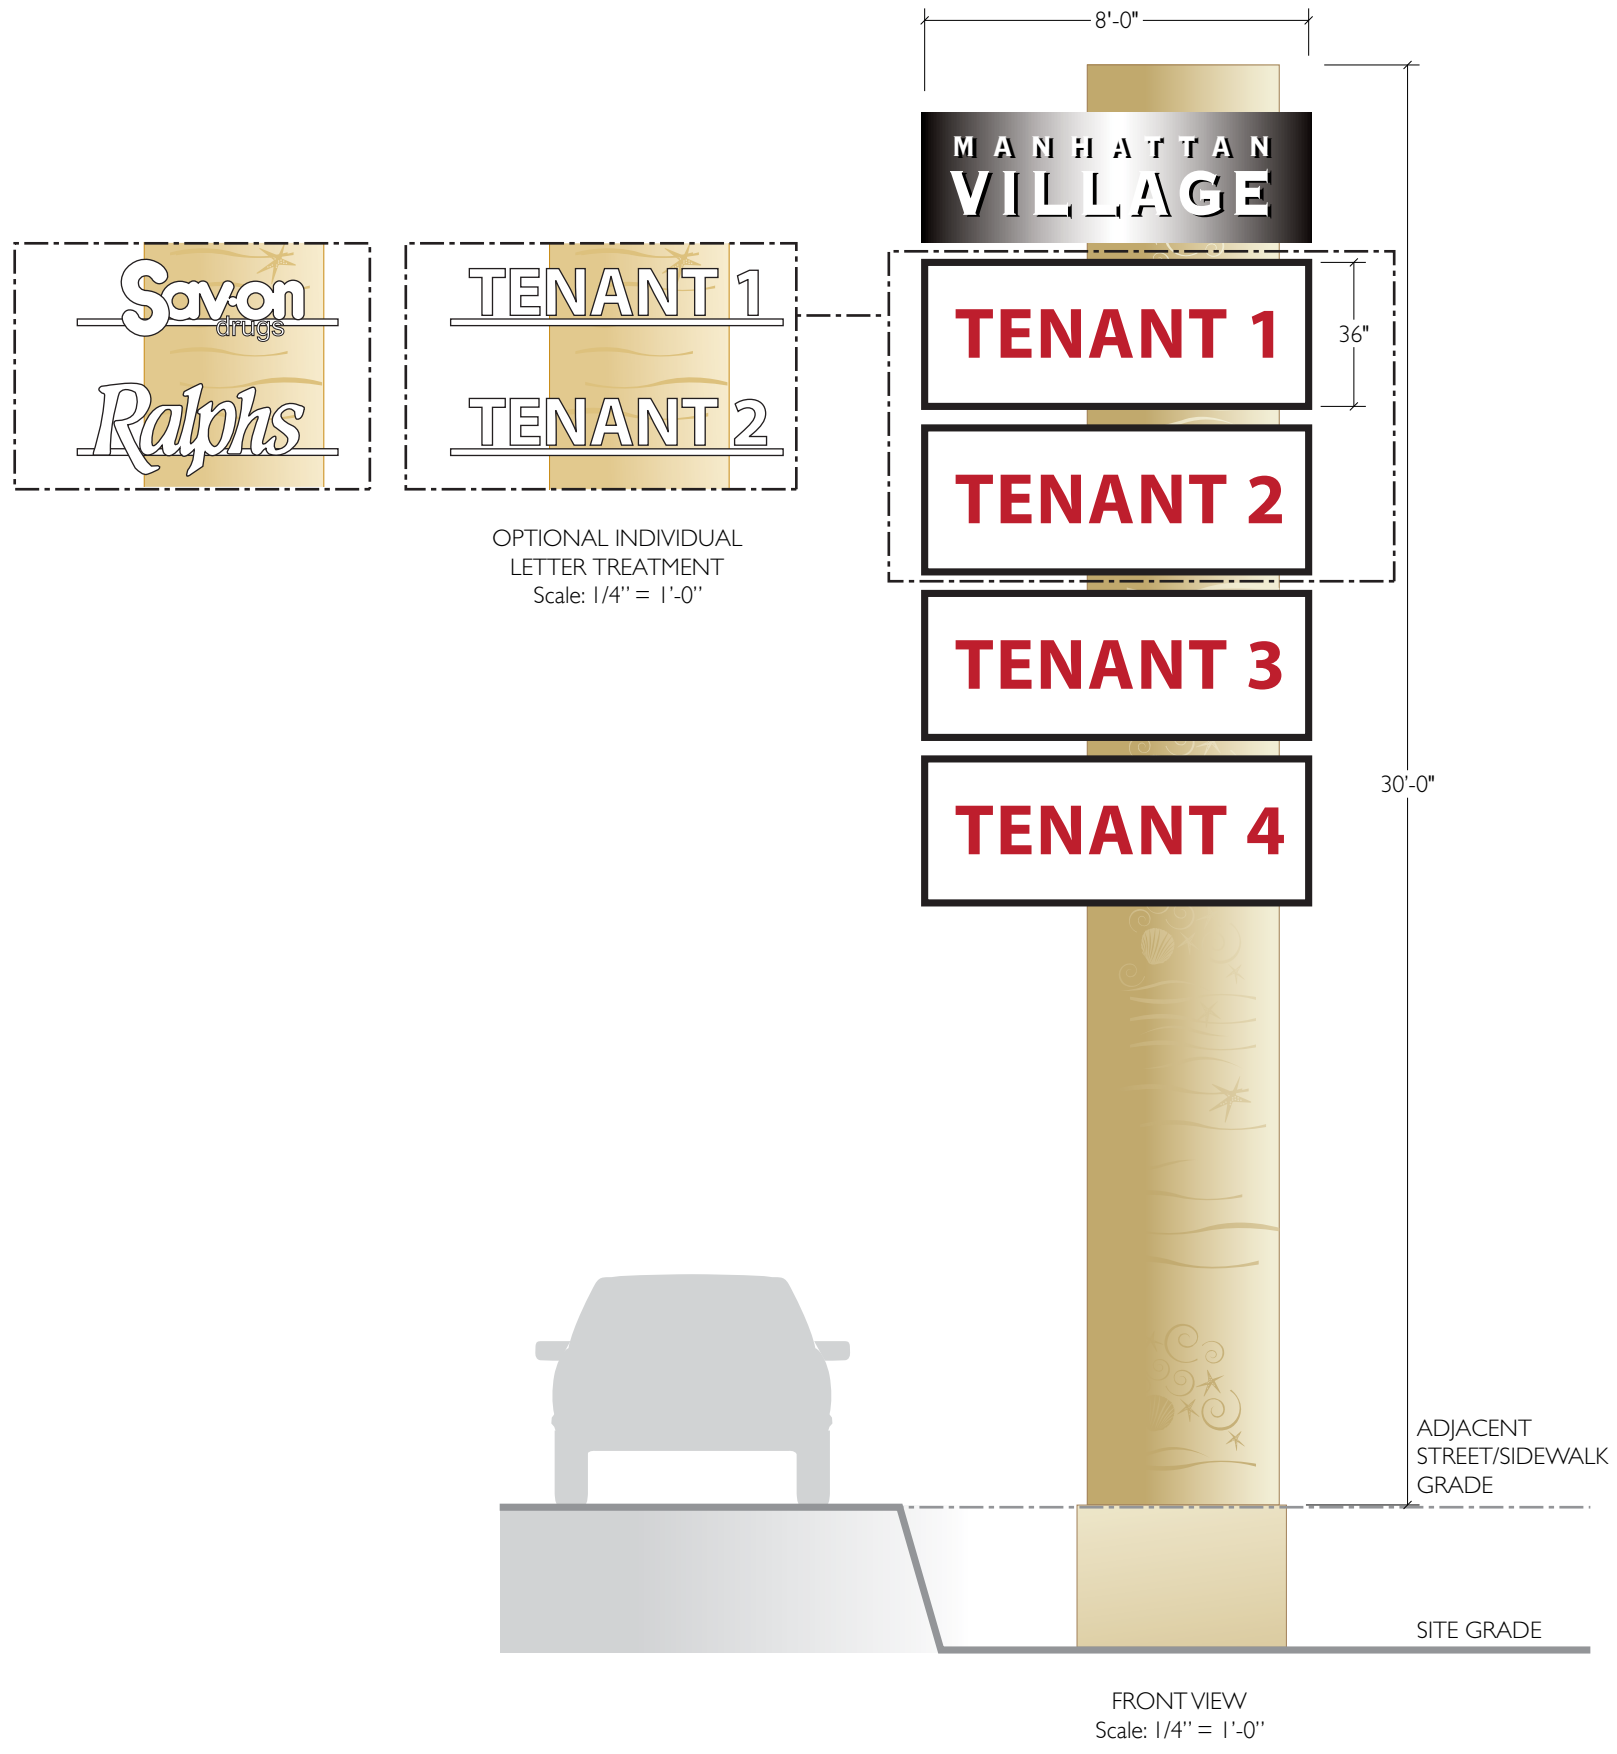 8'-0"
MANHATTAN
VILLAGE
Sav-on
drugs
Ralphs
TENANT 1
TENANT 2
OPTIONAL INDIVIDUAL
LETTER TREATMENT
Scale: 1/4'' = 1'-0''
TENANT 1
36"
TENANT 2
TENANT 3
TENANT 4
30'-0"
ADJACENT
STREET/SIDEWALK
GRADE
SITE GRADE
FRONT VIEW
Scale: 1/4'' = 1'-0''